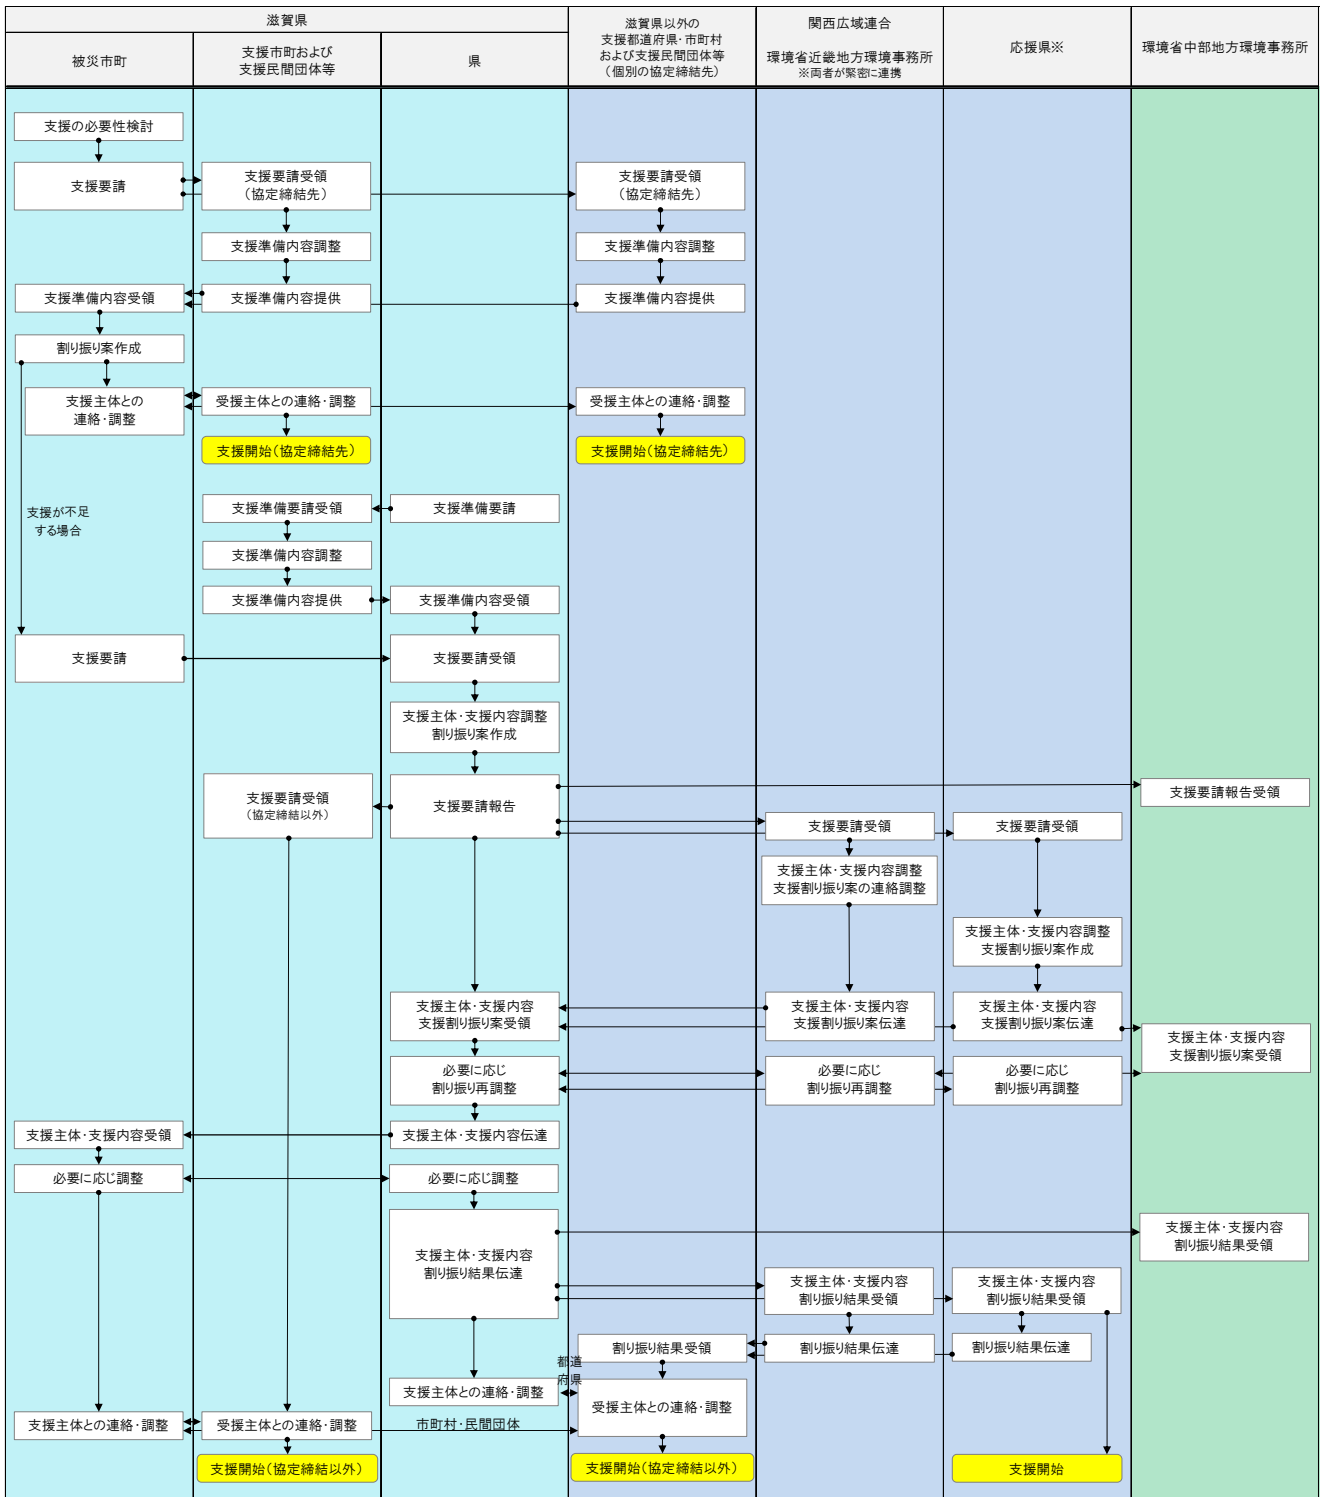 滋賀県
被災市町
支援市町および
支援民間団体等
県
滋賀県以外の
支援都道府県・市町村
および支援民間団体等
（個別の協定締結先）
関西広域連合
環境省近畿地方環境事務所
※両者が緊密に連携
応援県※
環境省中部地方環境事務所
支援の必要性検討
支援要請
支援要請受領
（協定締結先）
支援要請受領
（協定締結先）
支援準備内容調整
支援準備内容調整
支援準備内容受領
支援準備内容提供
支援準備内容提供
割り振り案作成
支援主体との
連絡・調整
受援主体との連絡・調整
受援主体との連絡・調整
支援開始（協定締結先）
支援開始（協定締結先）
支援が不足
する場合
支援準備要請受領
支援準備要請
支援準備内容調整
支援準備内容提供
支援準備内容受領
支援要請
支援要請受領
支援主体・支援内容調整
割り振り案作成
支援要請受領
（協定締結以外）
支援要請報告
支援要請報告受領
支援要請受領
支援要請受領
支援主体・支援内容調整
支援割り振り案の連絡調整
支援主体・支援内容調整
支援割り振り案作成
支援主体・支援内容
支援割り振り案受領
支援主体・支援内容
支援割り振り案伝達
支援主体・支援内容
支援割り振り案伝達
支援主体・支援内容
支援割り振り案受領
必要に応じ
割り振り再調整
必要に応じ
割り振り再調整
必要に応じ
割り振り再調整
支援主体・支援内容受領
支援主体・支援内容伝達
必要に応じ調整
必要に応じ調整
支援主体・支援内容
割り振り結果伝達
支援主体・支援内容
割り振り結果受領
支援主体・支援内容
割り振り結果受領
支援主体・支援内容
割り振り結果受領
割り振り結果受領
割り振り結果伝達
割り振り結果伝達
都道
府県
支援主体との連絡・調整
受援主体との連絡・調整
支援主体との連絡・調整
受援主体との連絡・調整
市町村・民間団体
支援開始（協定締結以外）
支援開始（協定締結以外）
支援開始